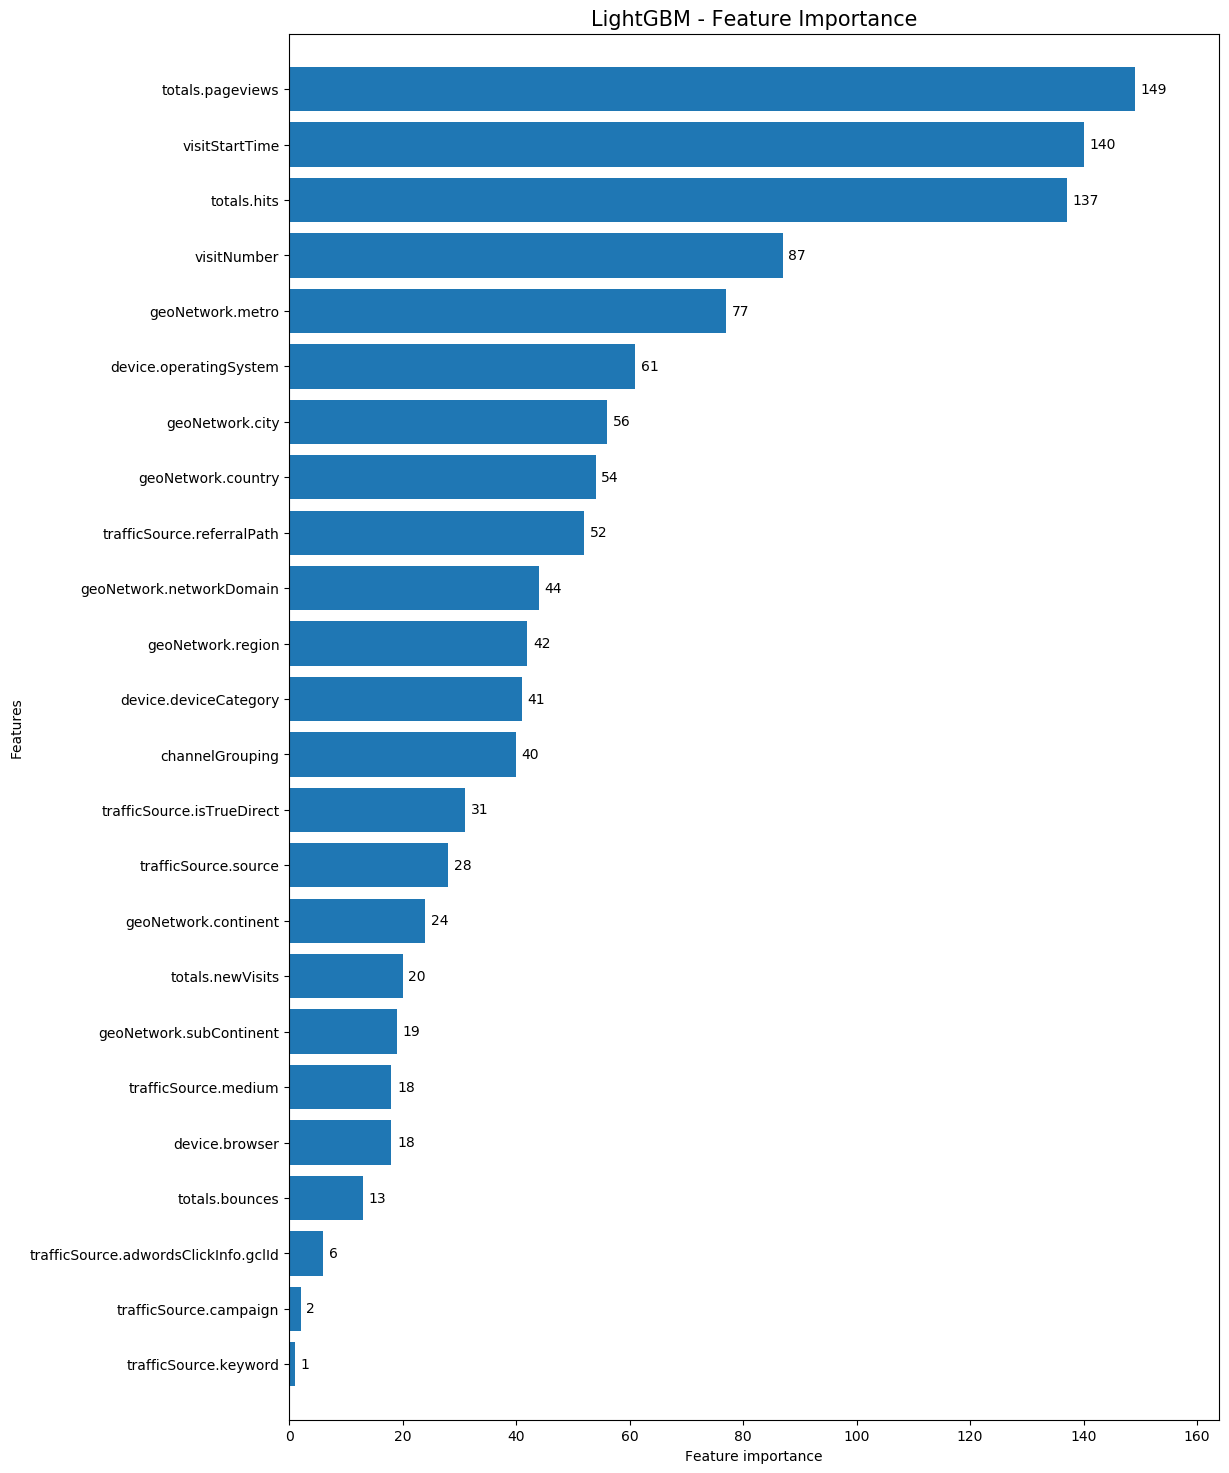 LightGBM - Feature Importance
totals.pageviews 149
visitStartTime 140
totals.hits 137
visitNumber 87
geoNetwork.metro 77
device.operatingSystem 61
geoNetwork.city 56
geoNetwork.country 54
trafficSource.referralPath 52
geoNetwork.networkDomain 44
geoNetwork.region 42
device.deviceCategory 41
Features
channelGrouping 40
trafficSource.isTrueDirect 31
trafficSource.source 28
geoNetwork.continent 24
totals.newVisits 20
geoNetwork.subContinent 19
trafficSource.medium 18
device.browser 18
totals.bounces 13
trafficSource.adwordsClickInfo.gclId 6
trafficSource.campaign 2
trafficSource.keyword 1
0 20 40 60 80 100 120 140 160
Feature importance